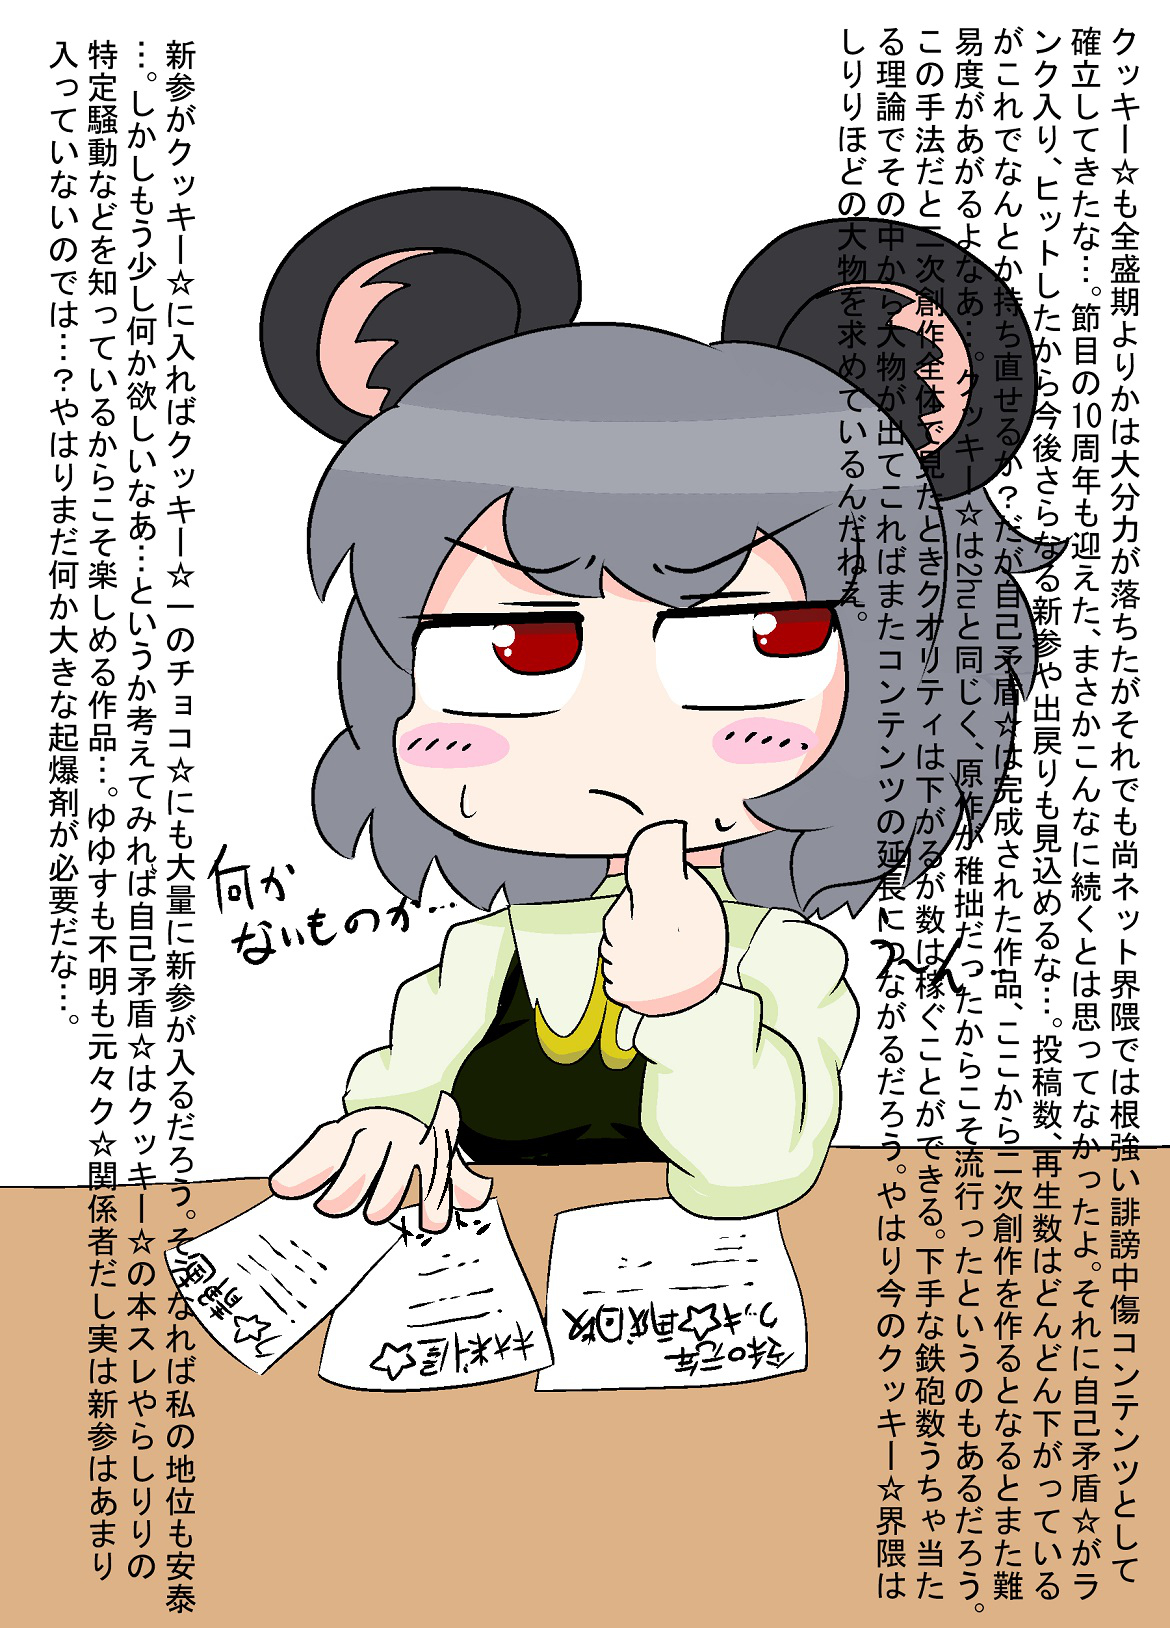 クッキー☆も全盛期よりかは大分力が落ちたがそれでも尚ネット界隈では根強い誹謗中傷コンテンツとして
確立してきたな…。節目の10周年も迎えた、まさかこんなに続くとは思ってなかったよ。それに自己矛盾☆がラ
ンク入り、ヒットしたから今後さらなる新参や出戻りも見込めるな…。投稿数、再生数はどんどん下がっている
がこれでなんとか持ち直せるか？だが自己矛盾☆は完成された作品、ここから二次創作を作るとなるとまた難
易度があがるよなあ…。クッキー☆は2huと同じく、原作が稚拙だったからこそ流行ったというのもあるだろう。
この手法だと二次創作全体で見たときクオリティは下がるが数は稼ぐことができる。下手な鉄砲数うちゃ当た
る理論でその中から大物が出てこればまたコンテンツの延長につながるだろう。やはり今のクッキー☆界隈は
しりりほどの大物を求めているんだねぇ。
う〜ん…
何か
ないものか…
新参がクッキー☆に入ればクッキー☆一のチョコ☆にも大量に新参が入るだろう。そうなれば私の地位も安泰
…。しかしもう少し何か欲しいなあ…というか考えてみれば自己矛盾☆はクッキー☆の本スレやらしりりの
特定騒動などを知っているからこそ楽しめる作品…。ゆゆすも不明も元々ク☆関係者だし実は新参はあまり
入っていないのでは…？やはりまだ何か大きな起爆剤が必要だな…。
令和元年
クッキー☆再生回数